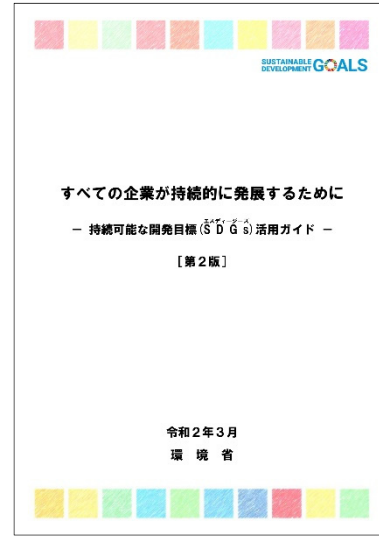 SUSTAINABLE
DEVELOPMENT GOALS
すべての企業が持続的に発展するために
－ 持続可能な開発目標(ＳＤＧｓ)活用ガイド －
エスディージーズ
［第２版］
令和２年３月
環 境 省